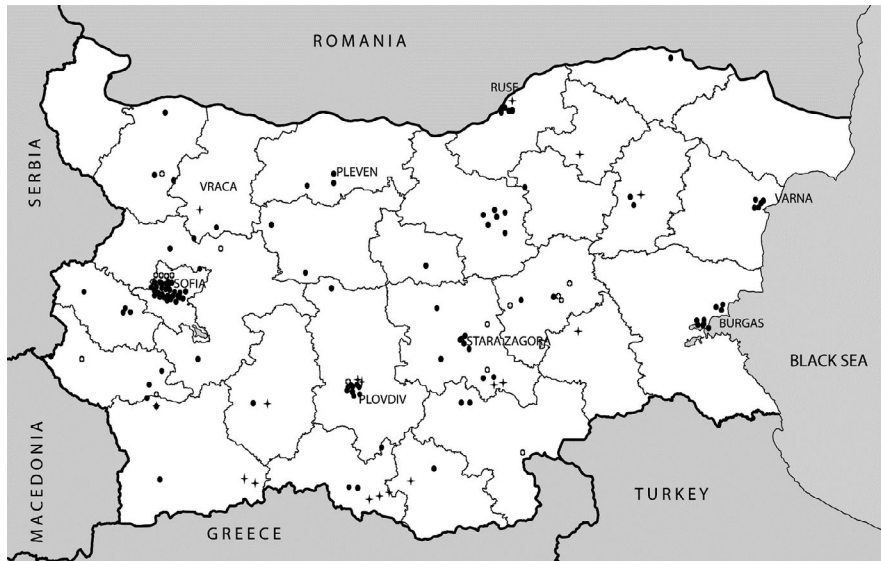 ROMANIA
RUSE
SERBIA
PLEVEN
VRACA
VARNA
SOFIA
BURGAS
STARA ZAGORA
BLACK SEA
PLOVDIV
MACEDONIA
TURKEY
GREECE